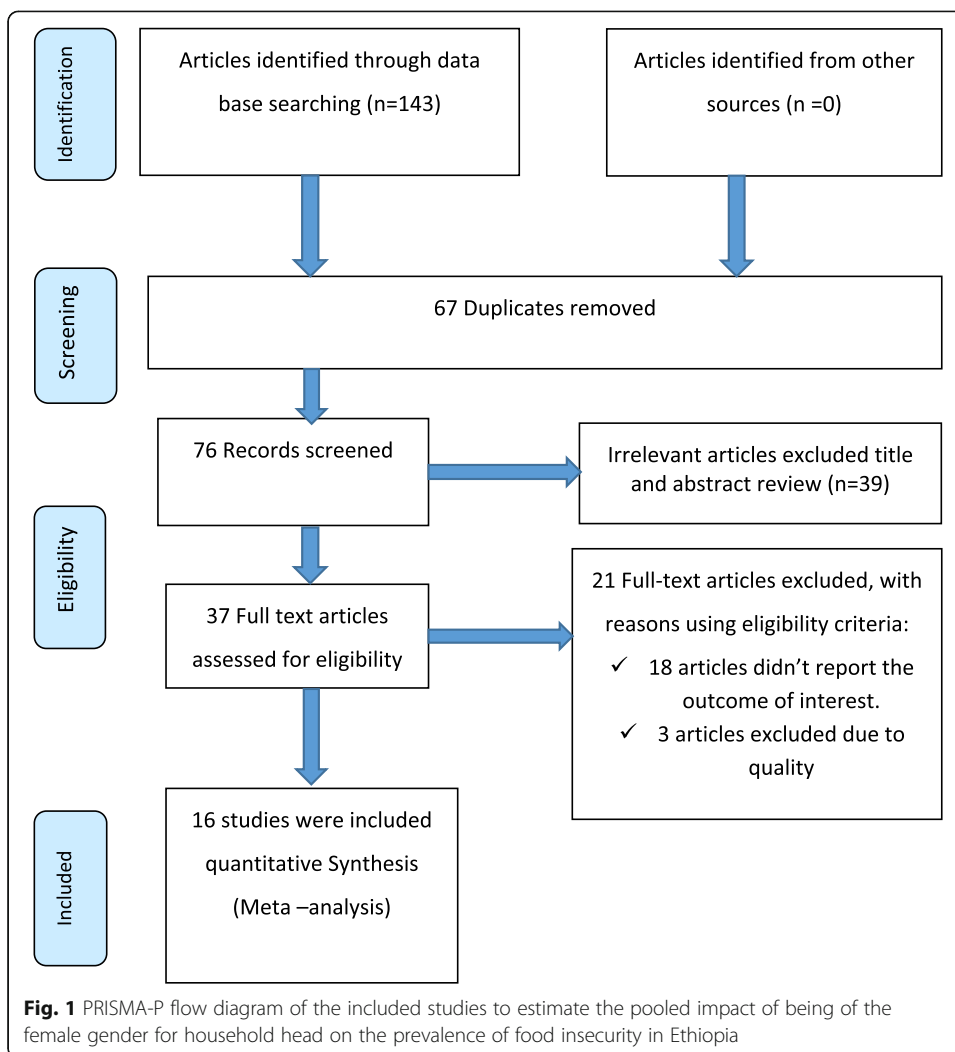 Identification
Articles identified through data
base searching (n=143)
Articles identified from other
sources (n =0)
Screening
67 Duplicates removed
76 Records screened
Irrelevant articles excluded title
and abstract review (n=39)
Eligibility
37 Full text articles
assessed for eligibility
21 Full-text articles excluded, with
reasons using eligibility criteria:
✓ 18 articles didn’t report the
outcome of interest.
✓ 3 articles excluded due to
quality
Included
16 studies were included
quantitative Synthesis
(Meta –analysis)
Fig. 1 PRISMA-P flow diagram of the included studies to estimate the pooled impact of being of the
female gender for household head on the prevalence of food insecurity in Ethiopia